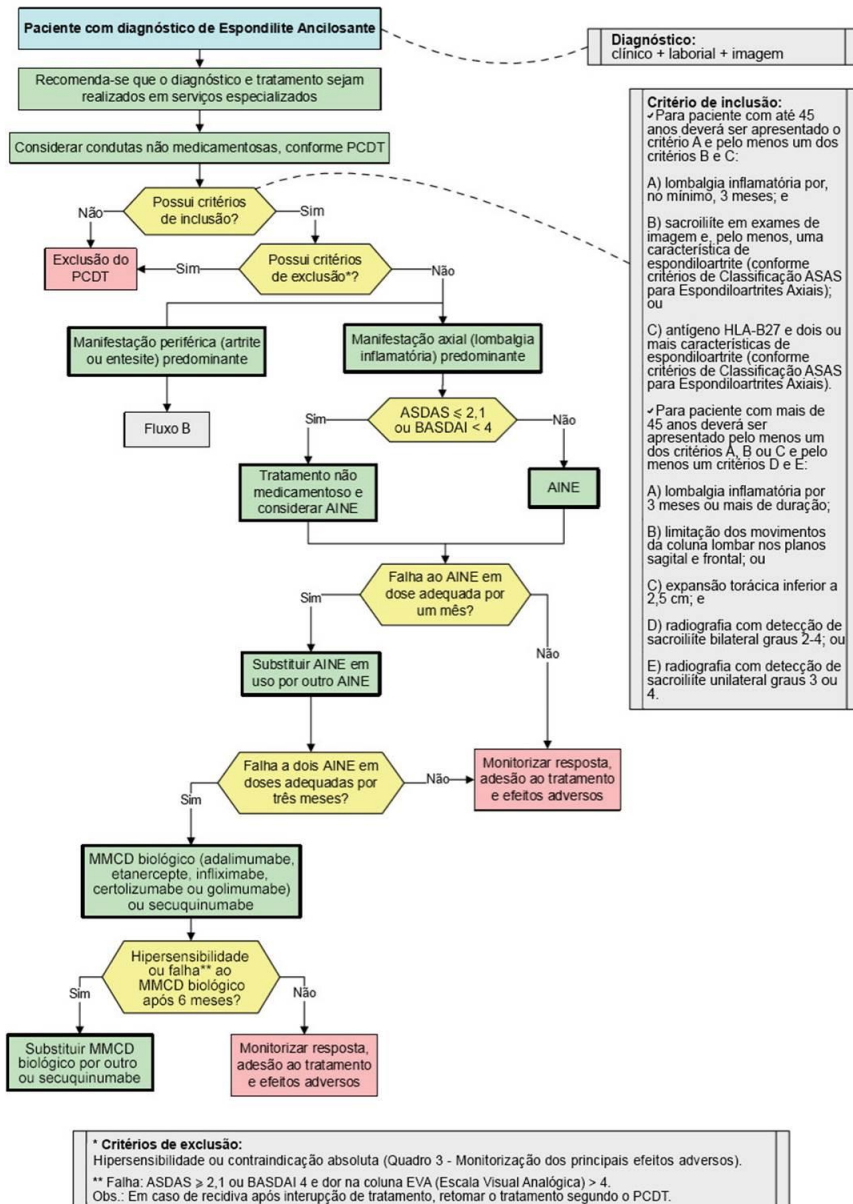 Paciente com diagnóstico de Espondilite Ancilosante
Diagnóstico:
clínico + laborial + imagem
Recomenda-se que o diagnóstico e tratamento sejam
realizados em serviços especializados
Considerar condutas não medicamentosas, conforme PCDT
Possui critérios
de inclusão?
Não
Sim
Exclusão do
PCDT
Sim
Possui critérios
de exclusão*?
Não
Manifestação periférica (artrite
ou entesite) predominante
Manifestação axial (lombalgia
inflamatória) predominante
Fluxo B
Sim
ASDAS ⩽ 2,1
ou BASDAI < 4
Não
Tratamento não
medicamentoso e
considerar AINE
AINE
Falha ao AINE em
dose adequada por
um mês?
Sim
Não
Substituir AINE em
uso por outro AINE
Falha a dois AINE em
doses adequadas por
três meses?
Não
Sim
Monitorizar resposta,
adesão ao tratamento
e efeitos adversos
MMCD biológico (adalimumabe,
etanercepte, infliximabe,
certolizumabe ou golimumabe)
ou secuquinumabe
Hipersensibilidade
ou falha** ao
MMCD biológico
após 6 meses?
Sim
Não
Substituir MMCD
biológico por outro
ou secuquinumabe
Monitorizar resposta,
adesão ao tratamento
e efeitos adversos
Critério de inclusão:
✓Para paciente com até 45
anos deverá ser apresentado o
critério A e pelo menos um dos
critérios B e C:
A) lombalgia inflamatória por,
no mínimo, 3 meses; e
B) sacroiliíte em exames de
imagem e, pelo menos, uma
característica de
espondiloartrite (conforme
critérios de Classificação ASAS
para Espondiloartrites Axiais);
ou
C) antígeno HLA-B27 e dois ou
mais características de
espondiloartrite (conforme
critérios de Classificação ASAS
para Espondiloartrites Axiais).
✓Para paciente com mais de
45 anos deverá ser
apresentado pelo menos um
dos critérios A, B ou C e pelo
menos um critérios D e E:
A) lombalgia inflamatória por
3 meses ou mais de duração;
B) limitação dos movimentos
da coluna lombar nos planos
sagital e frontal; ou
C) expansão torácica inferior a
2,5 cm; e
D) radiografia com detecção de
sacroiliíte bilateral graus 2-4; ou
E) radiografia com detecção de
sacroiliíte unilateral graus 3 ou
4.
* Critérios de exclusão:
Hipersensibilidade ou contraindicação absoluta (Quadro 3 - Monitorização dos principais efeitos adversos).
** Falha: ASDAS ⩾ 2,1 ou BASDAI 4 e dor na coluna EVA (Escala Visual Analógica) > 4.
Obs.: Em caso de recidiva após interupção de tratamento, retomar o tratamento segundo o PCDT.